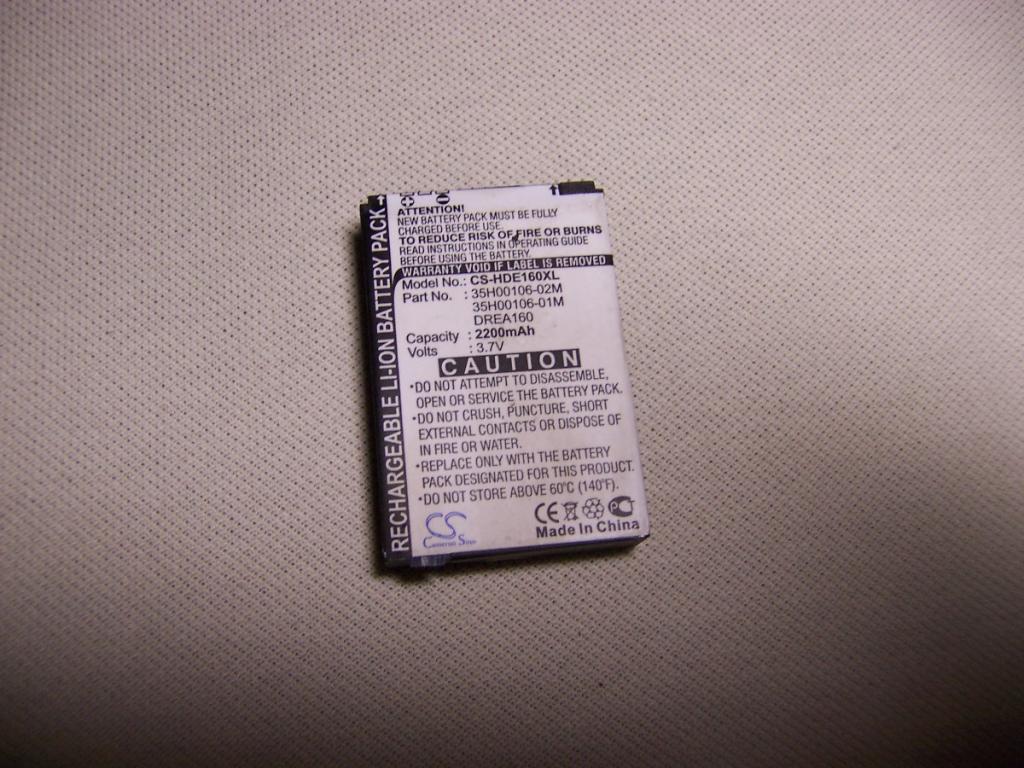 RECHARGEABLE LI-ION BATTERY PACK
ATTENTION!
NEW BATTERY PACK MUST BE FULLY
CHARGED BEFORE USE.
TO REDUCE RISK OF FIRE OR BURNS
READ INSTRUCTIONS IN OPERATING GUIDE
BEFORE USING THE BATTERY
WARRANTY VOID IF LABEL IS REMOVED
Model No.: CS-HDE160XL
Part No. : 35H00106-02M
35H00106-01M
DREA160
Capacity : 2200mAh
Volts : 3.7V
CAUTION
•DO NOT ATTEMPT TO DISASSEMBLE,
OPEN OR SERVICE THE BATTERY PACK.
•DO NOT CRUSH, PUNCTURE, SHORT
EXTERNAL CONTACTS OR DISPOSE OF
IN FIRE OR WATER.
•REPLACE ONLY WITH THE BATTERY
PACK DESIGNATED FOR THIS PRODUCT.
•DO NOT STORE ABOVE 60°C (140°F).
CS
Cameron Sino
CE
Made In China